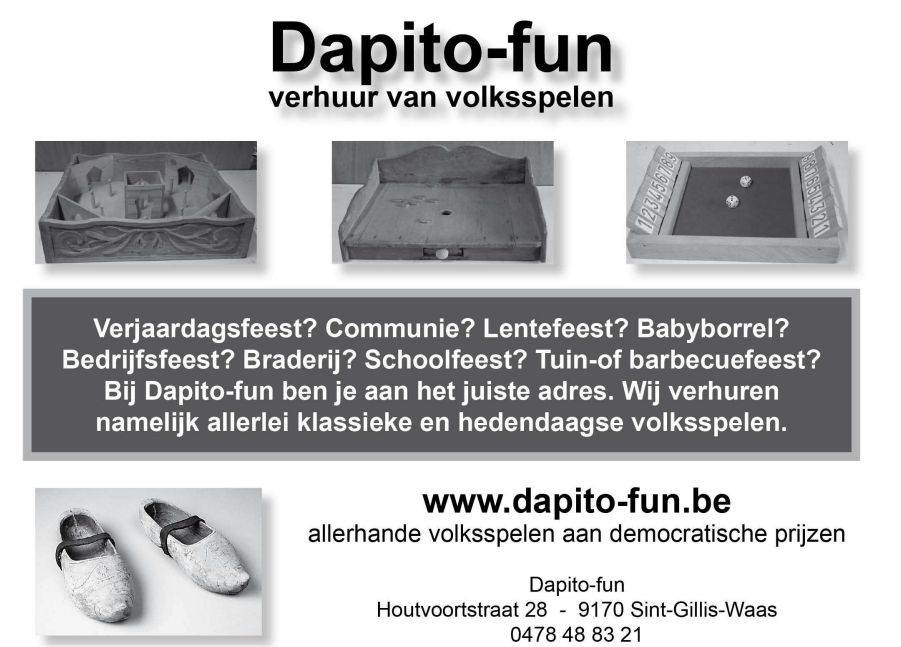 Dapito-fun
verhuur van volksspelen
Verjaardagsfeest? Communie? Lentefeest? Babyborrel?
Bedrijfsfeest? Braderij? Schoolfeest? Tuin-of barbecuefeest?
Bij Dapito-fun ben je aan het juiste adres. Wij verhuren
namelijk allerlei klassieke en hedendaagse volksspelen.
www.dapito-fun.be
allerhande volksspelen aan democratische prijzen
Dapito-fun
Houtvoortstraat 28 - 9170 Sint-Gillis-Waas
0478 48 83 21